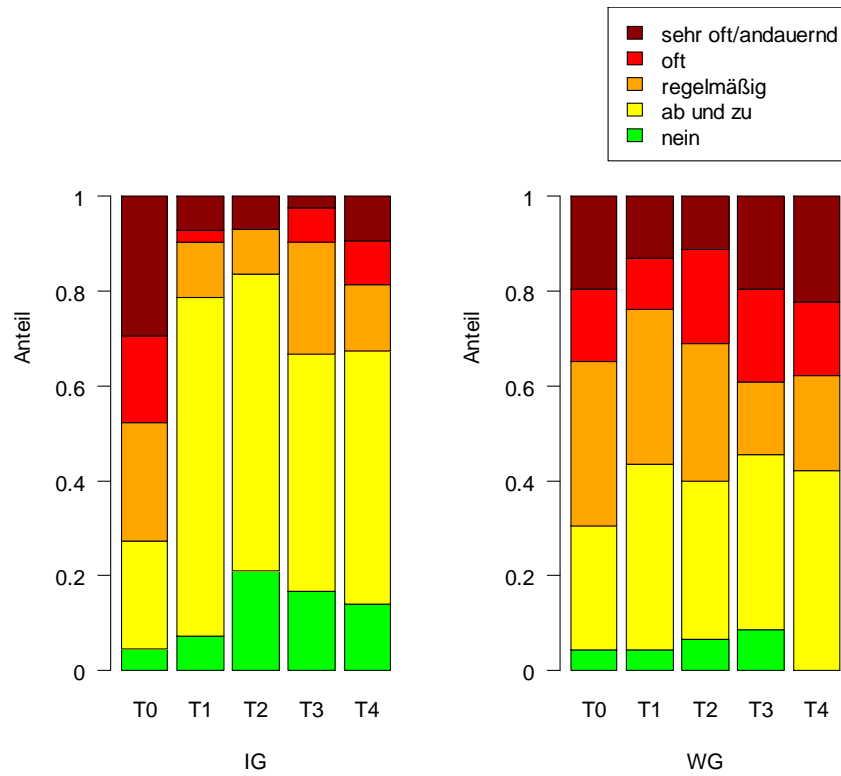 sehr oft/andauernd
oft
regelmäßig
ab und zu
nein
Anteil
1
0.8
0.6
0.4
0.2
0
T0 T1 T2 T3 T4
IG
Anteil
1
0.8
0.6
0.4
0.2
0
T0 T1 T2 T3 T4
WG